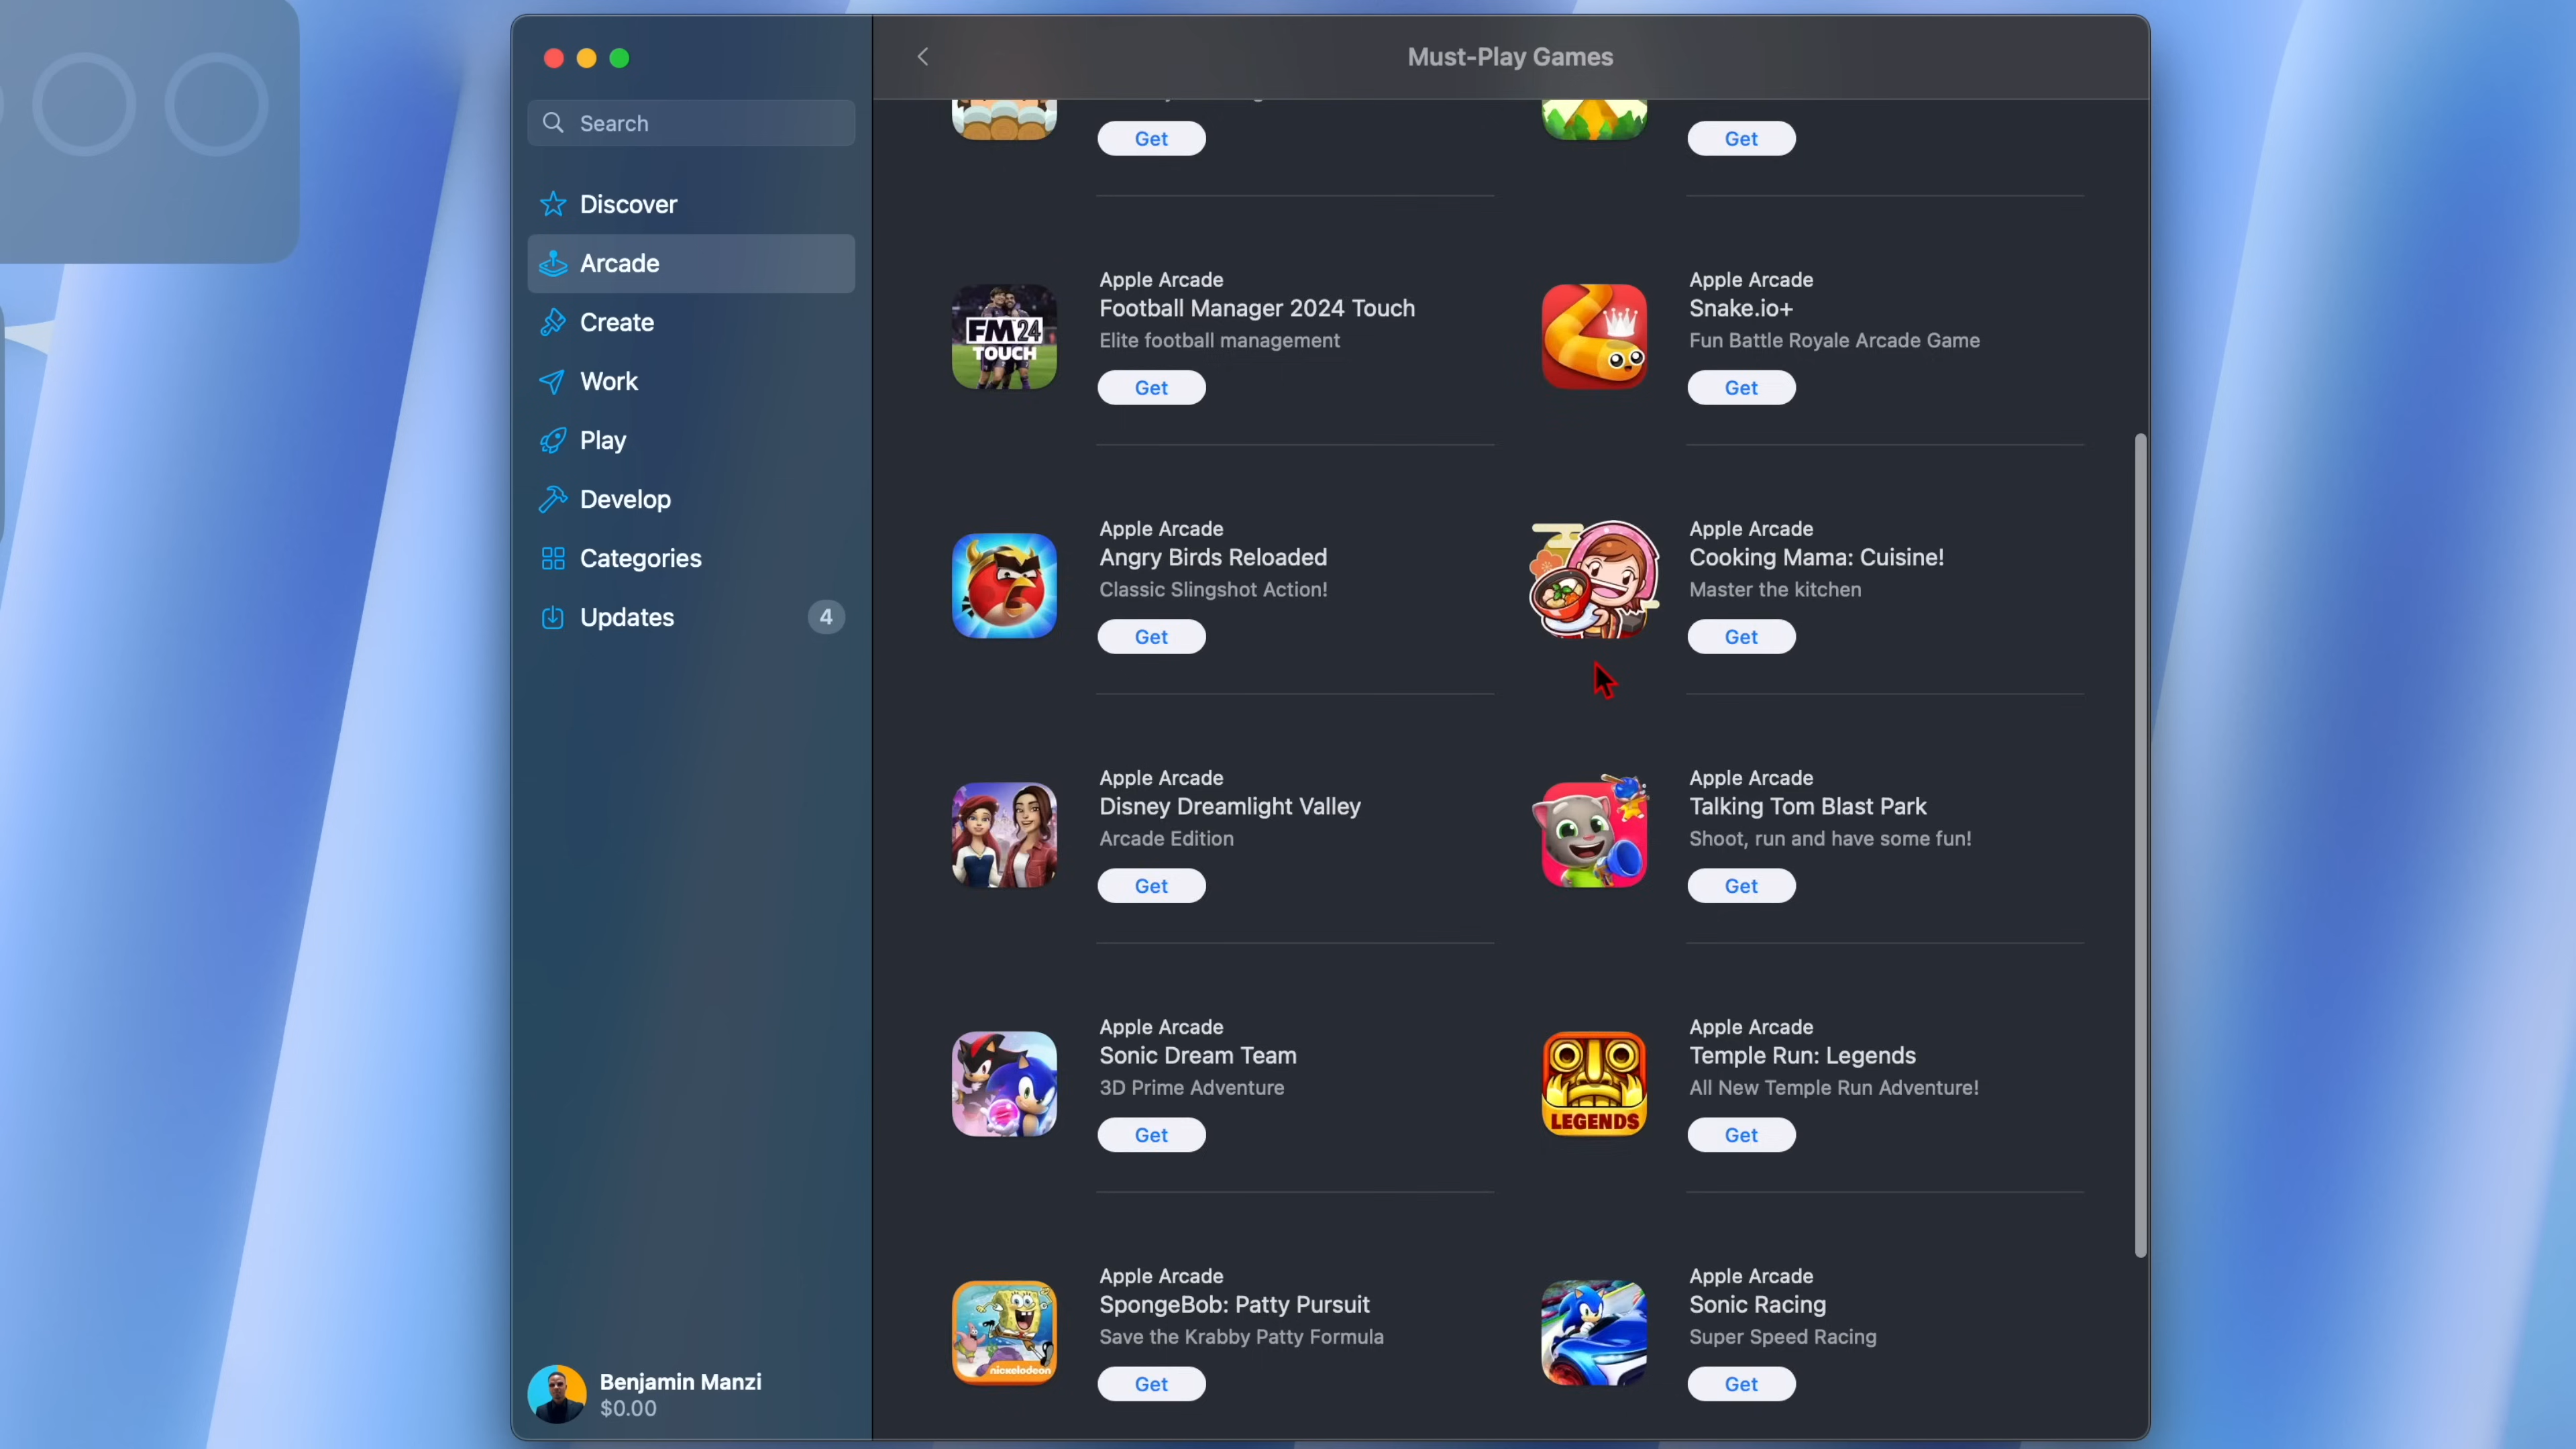 Must-Play Games
Search
Discover
Arcade
Create
Work
Play
Develop
Categories
Updates
4
Benjamin Manzi
$0.00
Get
Get
FM24
TOUCH
Apple Arcade
Football Manager 2024 Touch
Elite football management
Get
Apple Arcade
Snake.io+
Fun Battle Royale Arcade Game
Get
Apple Arcade
Angry Birds Reloaded
Classic Slingshot Action!
Get
Apple Arcade
Cooking Mama: Cuisine!
Master the kitchen
Get
Apple Arcade
Disney Dreamlight Valley
Arcade Edition
Get
Apple Arcade
Talking Tom Blast Park
Shoot, run and have some fun!
Get
Apple Arcade
Sonic Dream Team
3D Prime Adventure
Get
LEGENDS
Apple Arcade
Temple Run: Legends
All New Temple Run Adventure!
Get
nickelodeon
Apple Arcade
SpongeBob: Patty Pursuit
Save the Krabby Patty Formula
Get
Apple Arcade
Sonic Racing
Super Speed Racing
Get